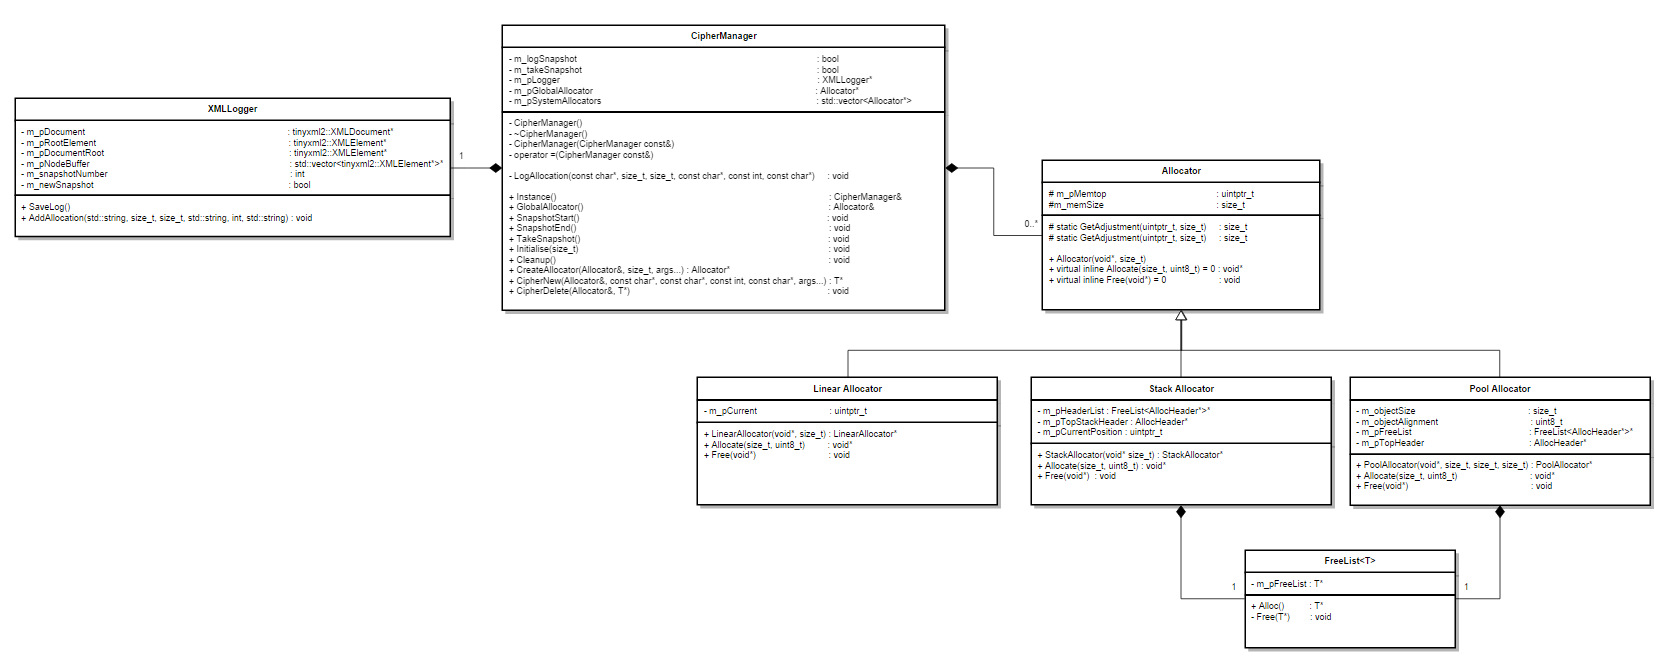 CipherManager
- m_logSnapshot : bool
- m_takeSnapshot : bool
- m_pLogger : XMLLogger*
- m_pGlobalAllocator : Allocator*
- m_pSystemAllocators : std::vector<Allocator*>
- CipherManager()
- ~CipherManager()
- CipherManager(CipherManager const&)
- operator =(CipherManager const&)
- LogAllocation(const char*, size_t, size_t, const char*, const int, const char*) : void
+ Instance() : CipherManager&
+ GlobalAllocator() : Allocator&
+ SnapshotStart() : void
+ SnapshotEnd() : void
+ TakeSnapshot() : void
+ Initialise(size_t) : void
+ Cleanup() : void
+ CreateAllocator(Allocator&, size_t, args...) : Allocator*
+ CipherNew(Allocator&, const char*, const char*, const int, const char*, args...) : T*
+ CipherDelete(Allocator&, T*) : void
XMLLogger
- m_pDocument : tinyxml2::XMLDocument*
- m_pRootElement : tinyxml2::XMLElement*
- m_pDocumentRoot : tinyxml2::XMLElement*
- m_pNodeBuffer : std::vector<tinyxml2::XMLElement*>*
- m_snapshotNumber : int
- m_newSnapshot : bool
+ SaveLog()
+ AddAllocation(std::string, size_t, size_t, std::string, int, std::string) : void
1
0..*
Allocator
# m_pMemtop : uintptr_t
#m_memSize : size_t
# static GetAdjustment(uintptr_t, size_t) : size_t
# static GetAdjustment(uintptr_t, size_t) : size_t
+ Allocator(void*, size_t)
+ virtual inline Allocate(size_t, uint8_t) = 0 : void*
+ virtual inline Free(void*) = 0 : void
Linear Allocator
- m_pCurrent : uintptr_t
+ LinearAllocator(void*, size_t) : LinearAllocator*
+ Allocate(size_t, uint8_t) : void*
+ Free(void*) : void
Stack Allocator
- m_pHeaderList : FreeList<AllocHeader*>*
- m_pTopStackHeader : AllocHeader*
- m_pCurrentPosition : uintptr_t
+ StackAllocator(void* size_t) : StackAllocator*
+ Allocate(size_t, uint8_t) : void*
+ Free(void*) : void
Pool Allocator
- m_objectSize : size_t
- m_objectAlignment : uint8_t
- m_pFreeList : FreeList<AllocHeader*>*
- m_pTopHeader : AllocHeader*
+ PoolAllocator(void*, size_t, size_t, size_t) : PoolAllocator*
+ Allocate(size_t, uint8_t) : void*
+ Free(void*) : void
FreeList<T>
- m_pFreeList : T*
+ Alloc() : T*
- Free(T*) : void
1
1